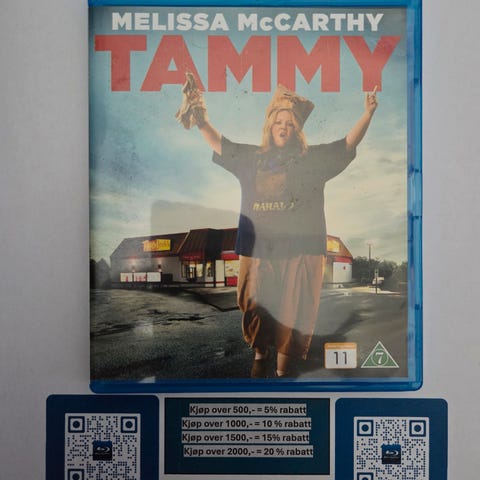 MELISSA McCARTHY
TAMMY
11
7
Kjøp over 500,- = 5% rabatt
Kjøp over 1000,- = 10 % rabatt
Kjøp over 1500,- = 15% rabatt
Kjøp over 2000,- = 20 % rabatt